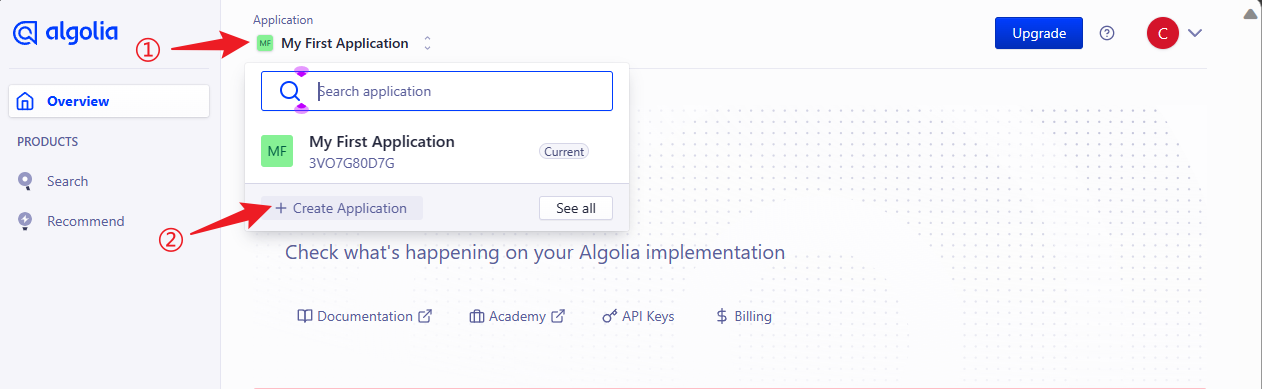 algolia
Application
MF My First Application
Upgrade
C
①
Search application
Overview
PRODUCTS
MF
My First Application
3VO7G80D7G
Current
Search
+ Create Application
See all
Recommend
②
Check what's happening on your Algolia implementation
Documentation
Academy
API Keys
$ Billing